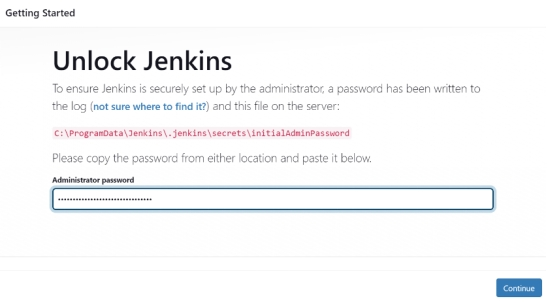 Getting Started
Unlock Jenkins
To ensure Jenkins is securely set up by the administrator, a password has been written to
the log (not sure where to find it?) and this file on the server:
C:\ProgramData\Jenkins\.jenkins\secrets\initialAdminPassword
Please copy the password from either location and paste it below.
Administrator password
Continue